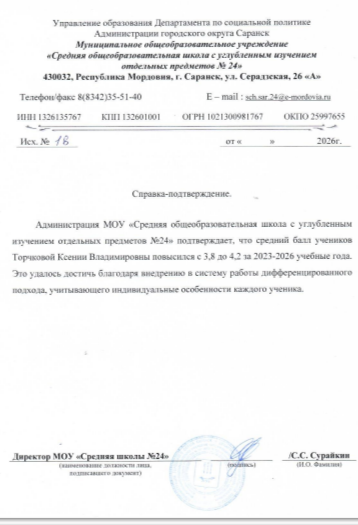 Управление образования Департамента по социальной политике
Администрации городского округа Саранск
Муниципальное общеобразовательное учреждение
«Средняя общеобразовательная школа с углубленным изучением
отдельных предметов № 24»
430032, Республика Мордовия, г. Саранск, ул. Серадзская, 26 «А»
Телефон/факс 8(8342)35-51-40 E – mail : sch.sar.24@e-mordovia.ru
ИНН 1326135767 КПП 132601001 ОГРН 1021300981767 ОКПО 25997655
Исх. № 18 от « » 2026г.
Справка-подтверждение.
Администрация МОУ «Средняя общеобразовательная школа с углубленным
изучением отдельных предметов №24» подтверждает, что средний балл учеников
Торчковой Ксении Владимировны повысился с 3,8 до 4,2 за 2023-2026 учебные года.
Это удалось достичь благодаря внедрению в систему работы дифференцированного
подхода, учитывающего индивидуальные особенности каждого ученика.
Директор МОУ «Средняя школы №24» /С.С. Сурайкин
(наименование должности лица, (подпись) (И.О. Фамилия)
подписавшего документ)